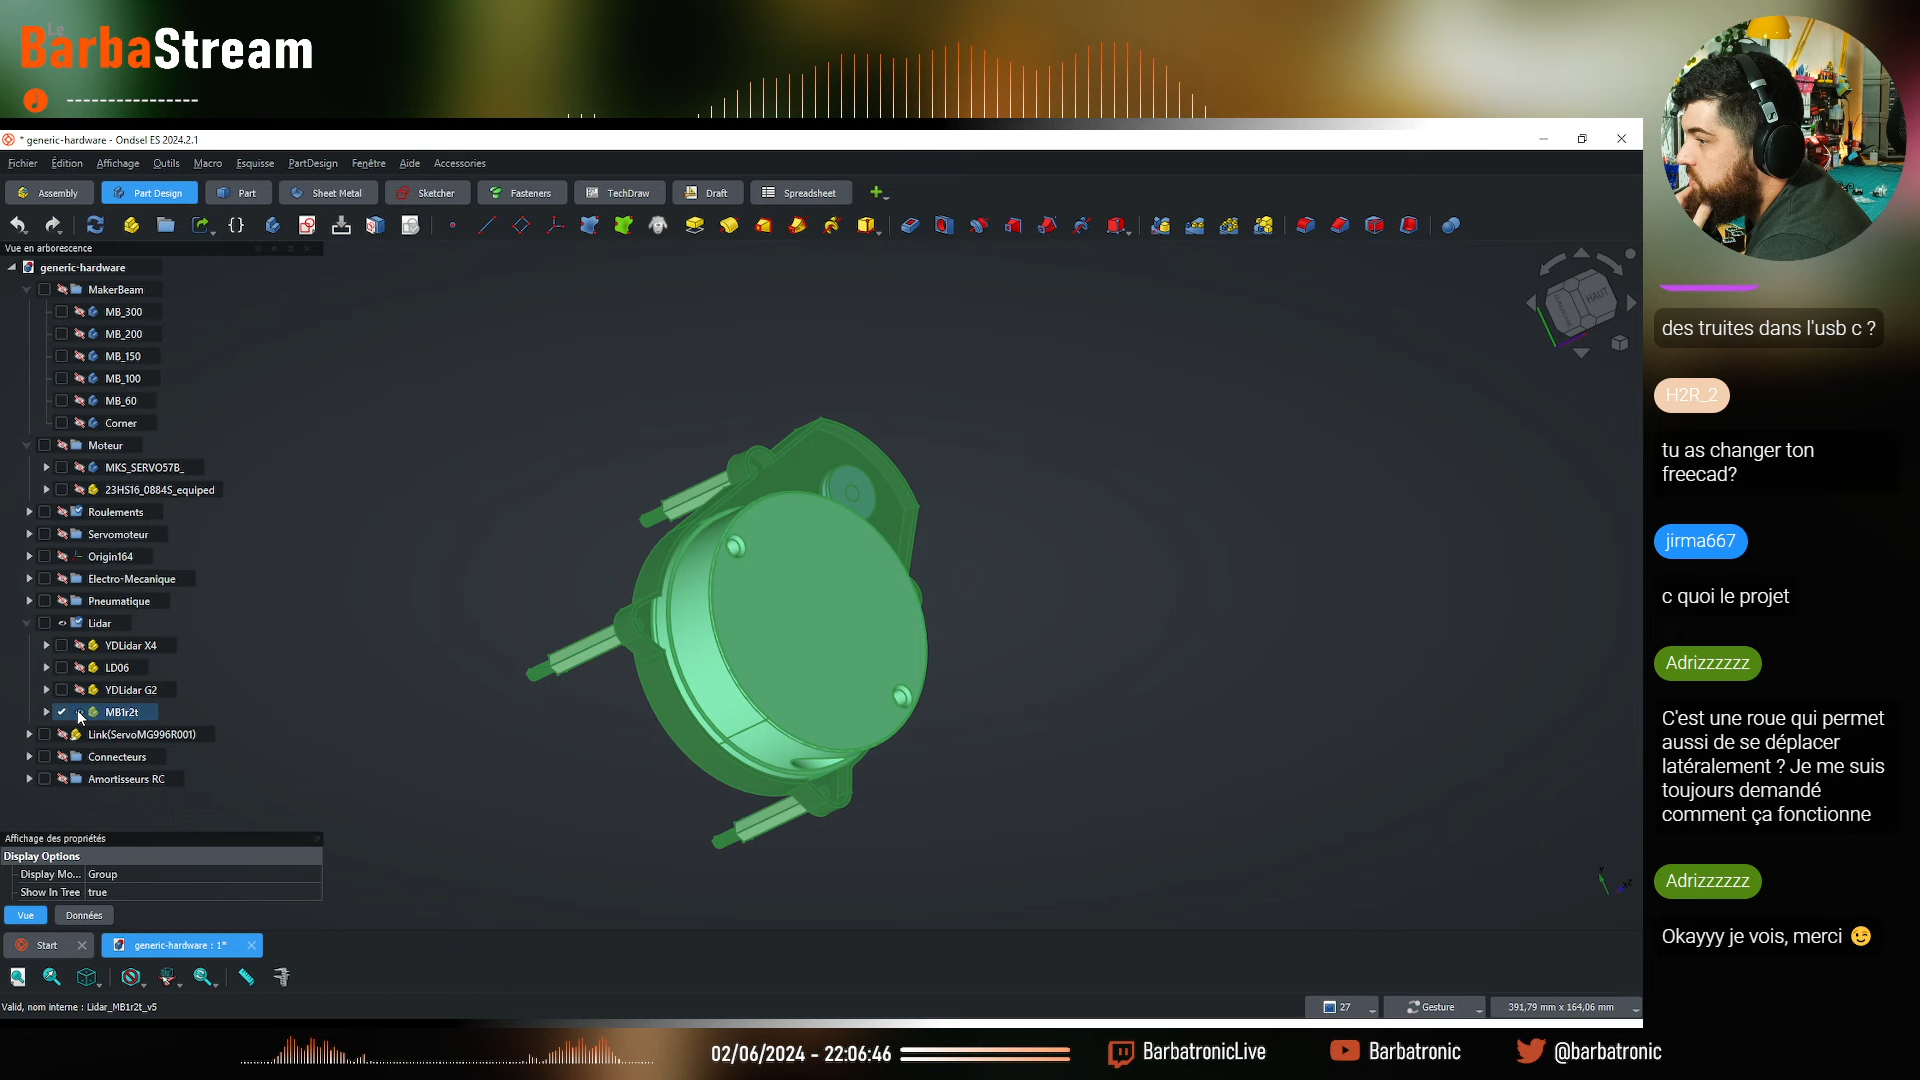 Le
BarbaStream
----------------
* generic-hardware - Ondsel ES 2024.2.1
Fichier Édition Affichage Outils Macro Esquisse PartDesign Fenêtre Aide Accessories
Assembly Part Design Part Sheet Metal Sketcher Fasteners TechDraw Draft Spreadsheet
Vue en arborescence
generic-hardware
MakerBeam
MB_300
MB_200
MB_150
MB_100
MB_60
Corner
Moteur
MKS_SERVO57B_
23HS16_0884S_equiped
Roulements
Servomoteur
Origin164
Electro-Mecanique
Pneumatique
Lidar
YDLidar X4
LD06
YDLidar G2
MB1r2t
Link(ServoMG996R001)
Connecteurs
Amortisseurs RC
HAUT
Affichage des propriétés
Display Options
Display Mo... Group
Show In Tree true
Vue Données
Start generic-hardware : 1*
Valid, nom interne : Lidar_MB1r2t_v5
27 Gesture 391,79 mm x 164,06 mm
des truites dans l'usb c ?
H2R_2
tu as changer ton
freecad?
jirma667
c quoi le projet
Adrizzzzzz
C'est une roue qui permet
aussi de se déplacer
latéralement ? Je me suis
toujours demandé
comment ça fonctionne
Adrizzzzzz
Okayyy je vois, merci 😉
02/06/2024 - 22:06:46
BarbatronicLive Barbatronic @barbatronic